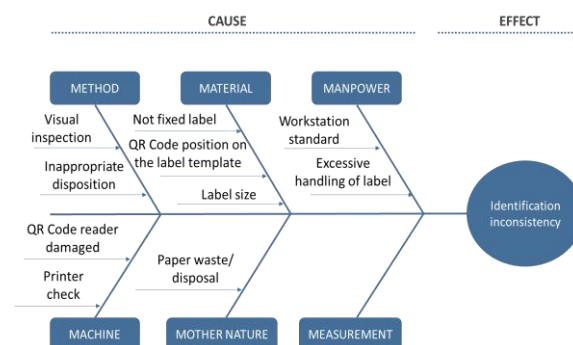 CAUSE
EFFECT
METHOD
MATERIAL
MANPOWER
Visual
inspection
Inappropriate
disposition
Not fixed label
QR Code position on
the label template
Label size
Workstation
standard
Excessive
handling of label
Identification
inconsistency
QR Code reader
damaged
Printer
check
Paper waste/
disposal
MACHINE
MOTHER NATURE
MEASUREMENT